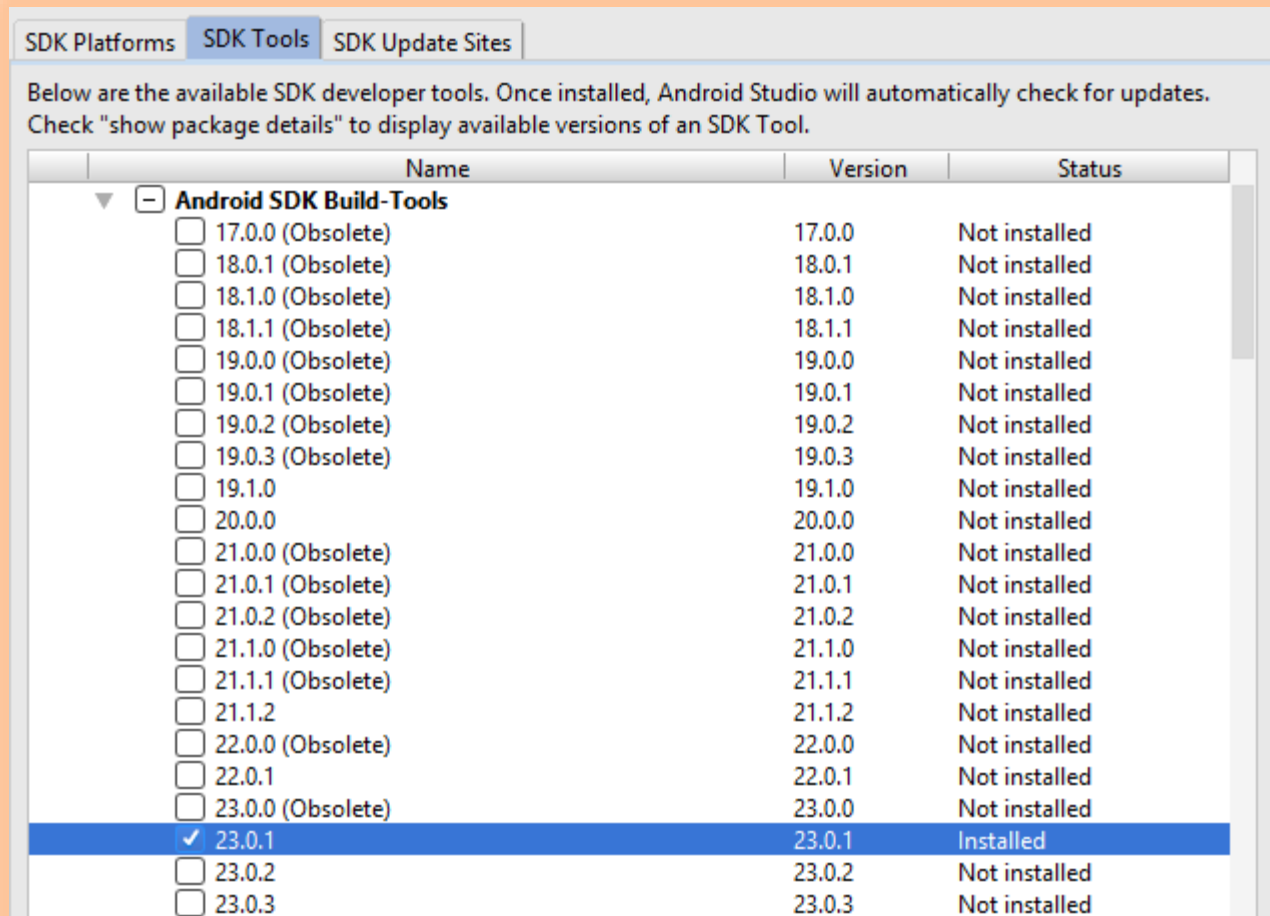 SDK Platforms SDK Tools SDK Update Sites
Below are the available SDK developer tools. Once installed, Android Studio will automatically check for updates.
Check "show package details" to display available versions of an SDK Tool.
Name Version Status
Android SDK Build-Tools
17.0.0 (Obsolete) 17.0.0 Not installed
18.0.1 (Obsolete) 18.0.1 Not installed
18.1.0 (Obsolete) 18.1.0 Not installed
18.1.1 (Obsolete) 18.1.1 Not installed
19.0.0 (Obsolete) 19.0.0 Not installed
19.0.1 (Obsolete) 19.0.1 Not installed
19.0.2 (Obsolete) 19.0.2 Not installed
19.0.3 (Obsolete) 19.0.3 Not installed
19.1.0 19.1.0 Not installed
20.0.0 20.0.0 Not installed
21.0.0 (Obsolete) 21.0.0 Not installed
21.0.1 (Obsolete) 21.0.1 Not installed
21.0.2 (Obsolete) 21.0.2 Not installed
21.1.0 (Obsolete) 21.1.0 Not installed
21.1.1 (Obsolete) 21.1.1 Not installed
21.1.2 21.1.2 Not installed
22.0.0 (Obsolete) 22.0.0 Not installed
22.0.1 22.0.1 Not installed
23.0.0 (Obsolete) 23.0.0 Not installed
23.0.1 23.0.1 Installed
23.0.2 23.0.2 Not installed
23.0.3 23.0.3 Not installed